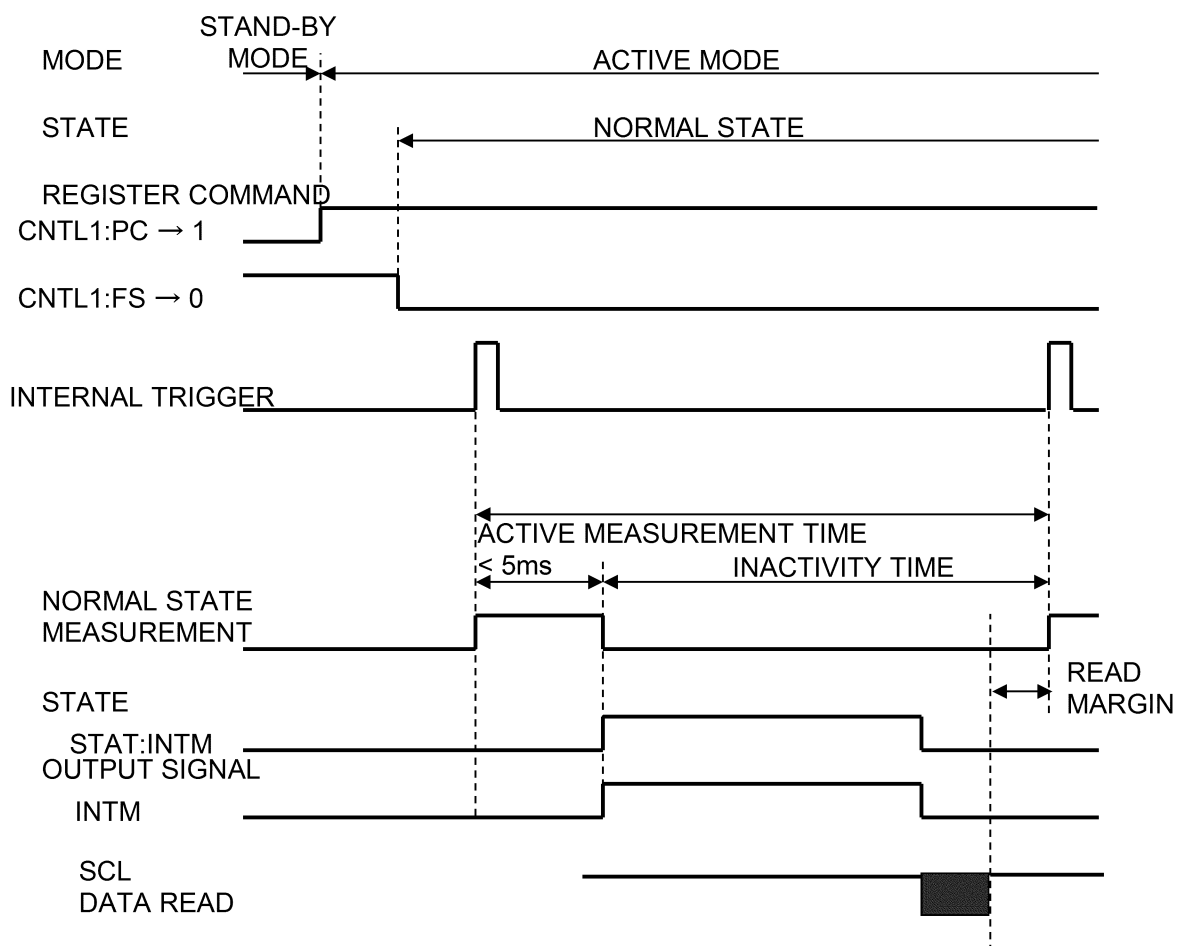 STAND-BY
MODE
MODE
ACTIVE MODE
STATE
NORMAL STATE
REGISTER COMMAND
CNTL1:PC → 1
CNTL1:FS → 0
INTERNAL TRIGGER
ACTIVE MEASUREMENT TIME
< 5ms
INACTIVITY TIME
NORMAL STATE
MEASUREMENT
READ
MARGIN
STATE
STAT:INTM
OUTPUT SIGNAL
INTM
SCL
DATA READ